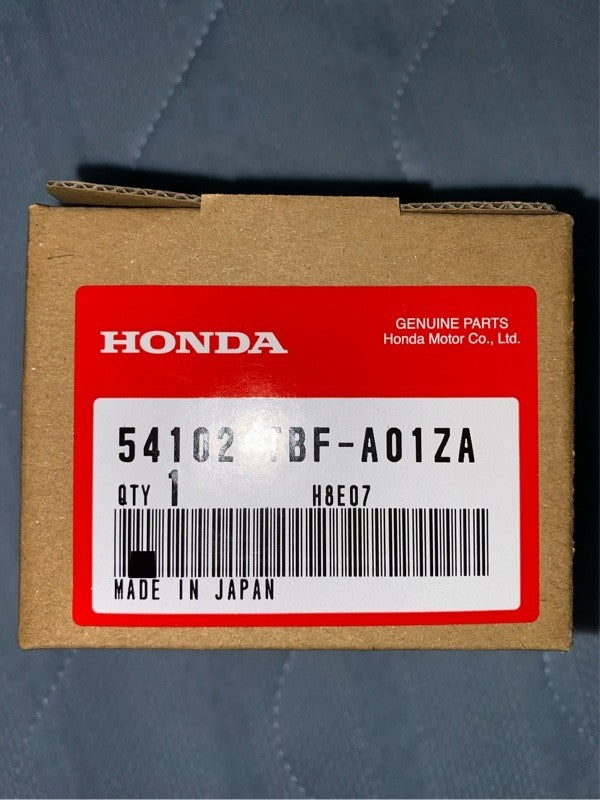 HONDA
GENUINE PARTS
Honda Motor Co., Ltd.
54102-TBF-A01ZA
QTY 1 H8E07
MADE IN JAPAN